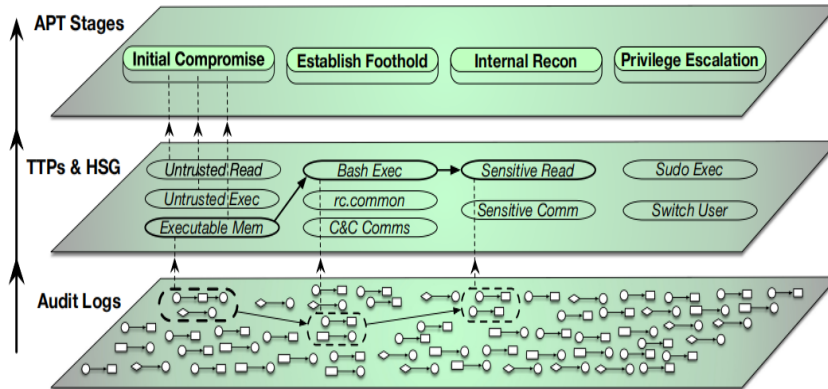 APT Stages
Initial Compromise
Establish Foothold
Internal Recon
Privilege Escalation
TTPs & HSG
Untrusted Read
Bash Exec
Sensitive Read
Sudo Exec
Untrusted Exec
rc.common
Sensitive Comm
Switch User
Executable Mem
C&C Comms
Audit Logs